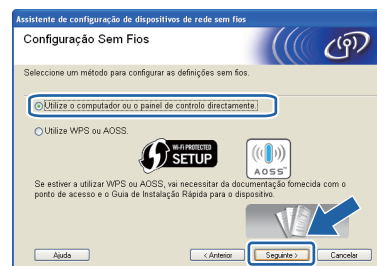 Assistente de configuração de dispositivos de rede sem fios
Configuração Sem Fios
Seleccione um método para configurar as definições sem fios.
Utilize o computador ou o painel de controlo directamente.
Utilize WPS ou AOSS.
WI-FI PROTECTED
SETUP
AOSS™
Se estiver a utilizar WPS ou AOSS, vai necessitar da documentação fornecida com o
ponto de acesso e o Guia de Instalação Rápida para o dispositivo.
Ajuda
< Anterior
Seguinte >
Cancelar